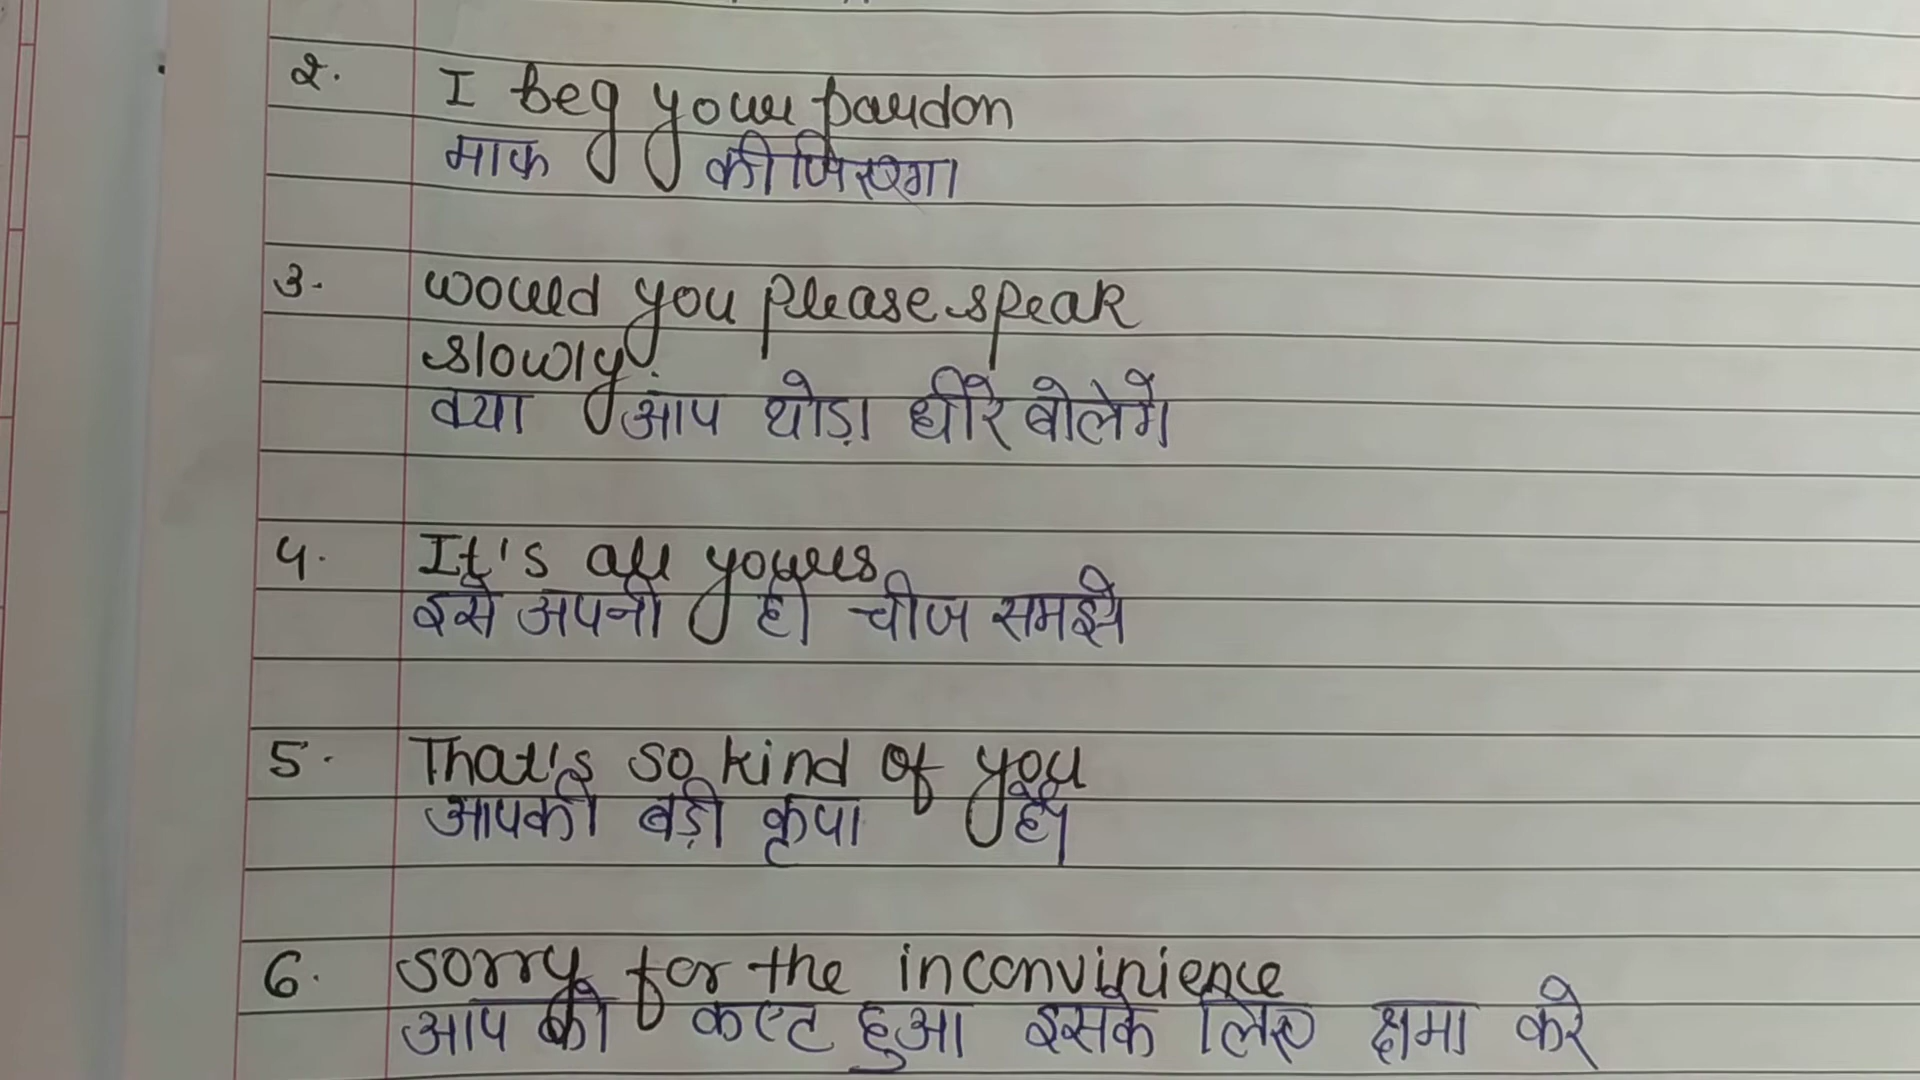 2. I beg your pardon
माफ कीजिएगा
3. would you please speak
slowly.
क्या आप थोड़ा धीरे बोलेगें
4. It's all yours
इसे अपनी ही चीज समझे
5. That's so kind of you
आपकी बड़ी कृपा है।
6. sorry for the inconvinience
आप को कष्ट हुआ इसके लिए क्षमा करे